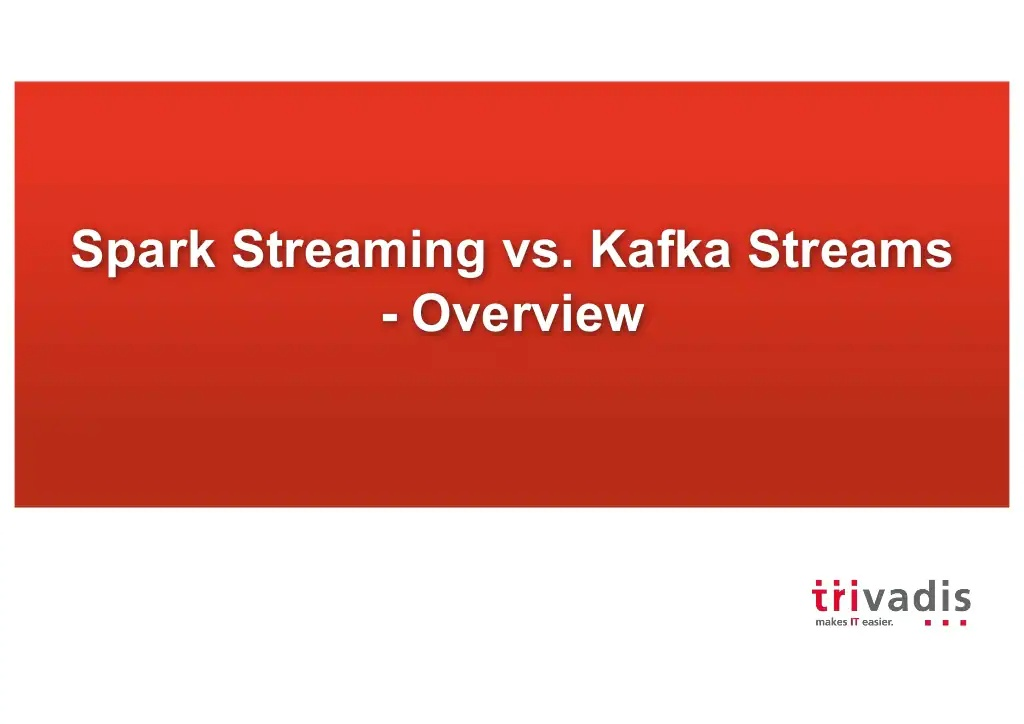 Spark Streaming vs. Kafka Streams
- Overview
trivadis
makes IT easier.